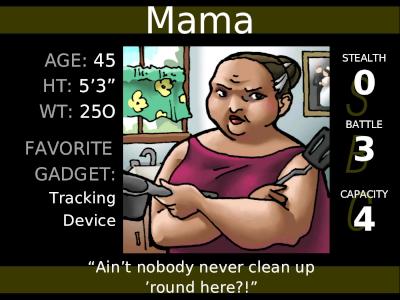 Mama
AGE: 45
HT: 5’3”
WT: 250
FAVORITE
GADGET:
Tracking
Device
STEALTH
0
BATTLE
3
CAPACITY
4
S
B
C
“Ain’t nobody never clean up
’round here?!”